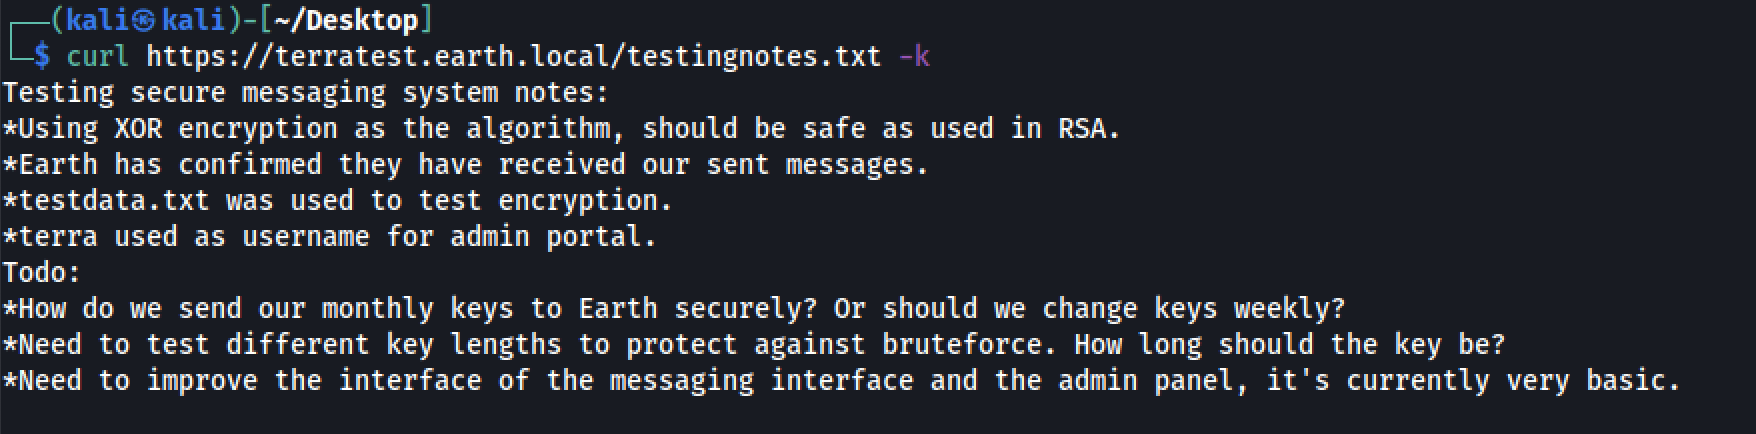 (kali㉿kali)-[~/Desktop]
$ curl https://terratest.earth.local/testingnotes.txt -k
Testing secure messaging system notes:
*Using XOR encryption as the algorithm, should be safe as used in RSA.
*Earth has confirmed they have received our sent messages.
*testdata.txt was used to test encryption.
*terra used as username for admin portal.
Todo:
*How do we send our monthly keys to Earth securely? Or should we change keys weekly?
*Need to test different key lengths to protect against bruteforce. How long should the key be?
*Need to improve the interface of the messaging interface and the admin panel, it's currently very basic.